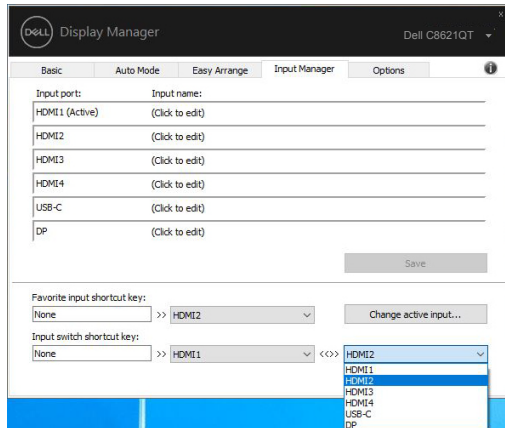 x
DELL Display Manager
Dell C8621QT
Basic Auto Mode Easy Arrange Input Manager Options i
Input port: Input name:
HDMI1 (Active) (Click to edit)
HDMI2 (Click to edit)
HDMI3 (Click to edit)
HDMI4 (Click to edit)
USB-C (Click to edit)
DP (Click to edit)
Save
Favorite input shortcut key:
None >> HDMI2 Change active input...
Input switch shortcut key:
None >> HDMI1 <<>> HDMI2
HDMI1
HDMI2
HDMI3
HDMI4
USB-C
DP